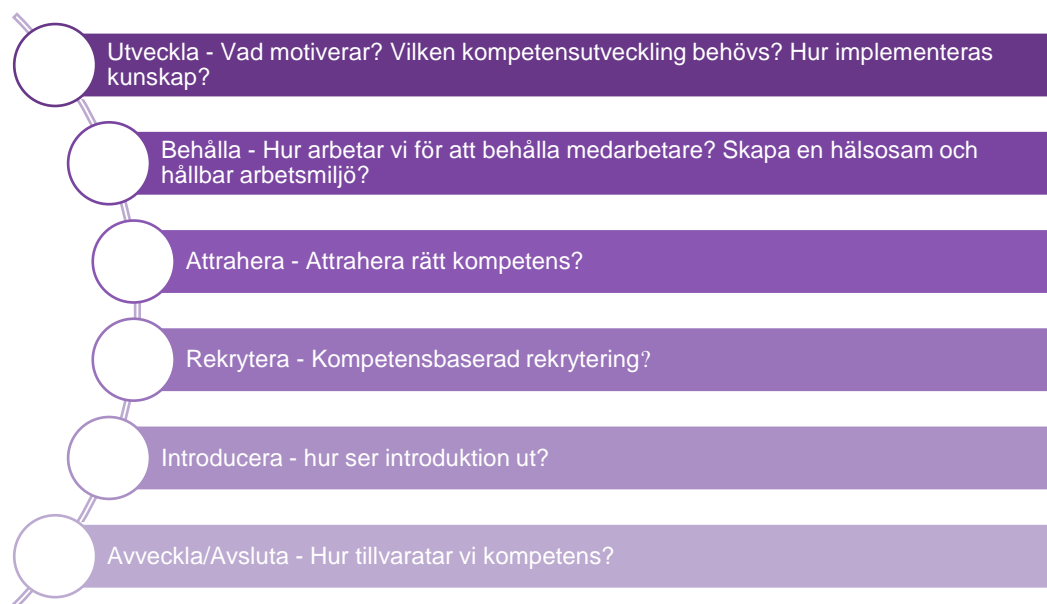 Utveckla - Vad motiverar? Vilken kompetensutveckling behövs? Hur implementeras
kunskap?
Behålla - Hur arbetar vi för att behålla medarbetare? Skapa en hälsosam och
hållbar arbetsmiljö?
Attrahera - Attrahera rätt kompetens?
Rekrytera - Kompetensbaserad rekrytering?
Introducera - hur ser introduktion ut?
Avveckla/Avsluta - Hur tillvaratar vi kompetens?